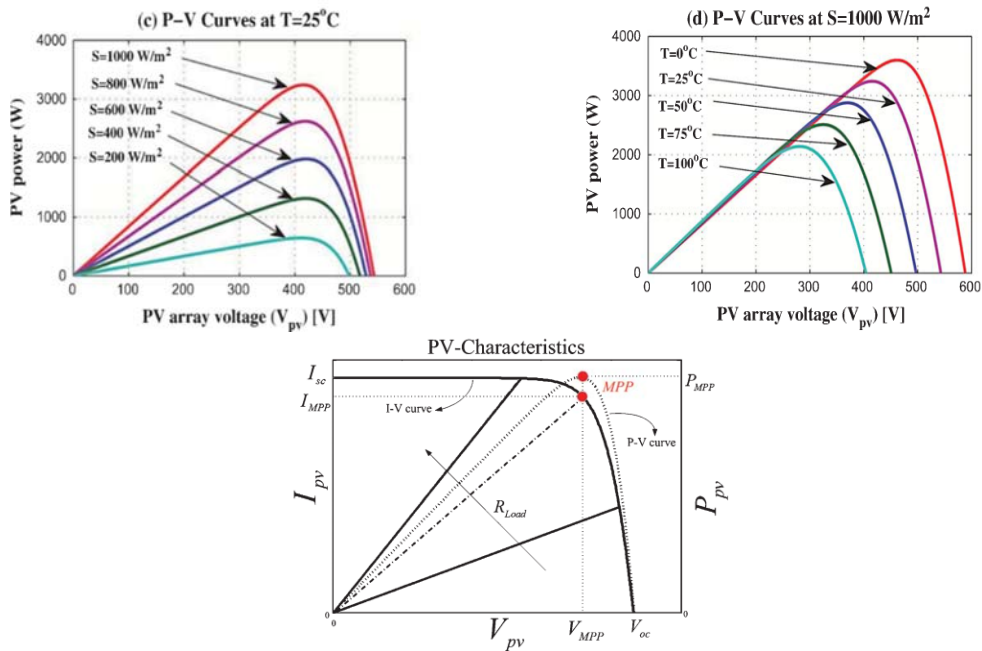 (c) P–V Curves at T=25°C
PV power (W)
4000
3000
2000
1000
0
S=1000 W/m²
S=800 W/m²
S=600 W/m²
S=400 W/m²
S=200 W/m²
0 100 200 300 400 500 600
PV array voltage (Vpv) [V]
(d) P–V Curves at S=1000 W/m²
PV power (W)
4000
3000
2000
1000
0
T=0°C
T=25°C
T=50°C
T=75°C
T=100°C
0 100 200 300 400 500 600
PV array voltage (Vpv) [V]
PV-Characteristics
Isc
IMPP
I-V curve
MPP
PMPP
P-V curve
Ipv
RLoad
Ppv
0
0
0
Vpv
VMPP
Voc